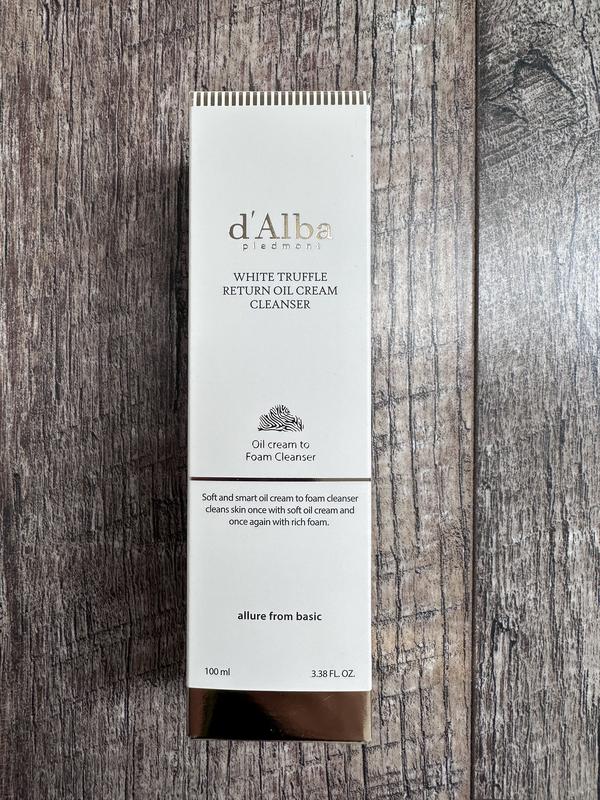 d'Alba
piedmont
WHITE TRUFFLE
RETURN OIL CREAM
CLEANSER
Oil cream to
Foam Cleanser
Soft and smart oil cream to foam cleanser
cleans skin once with soft oil cream and
once again with rich foam.
allure from basic
100 ml 3.38 FL. OZ.